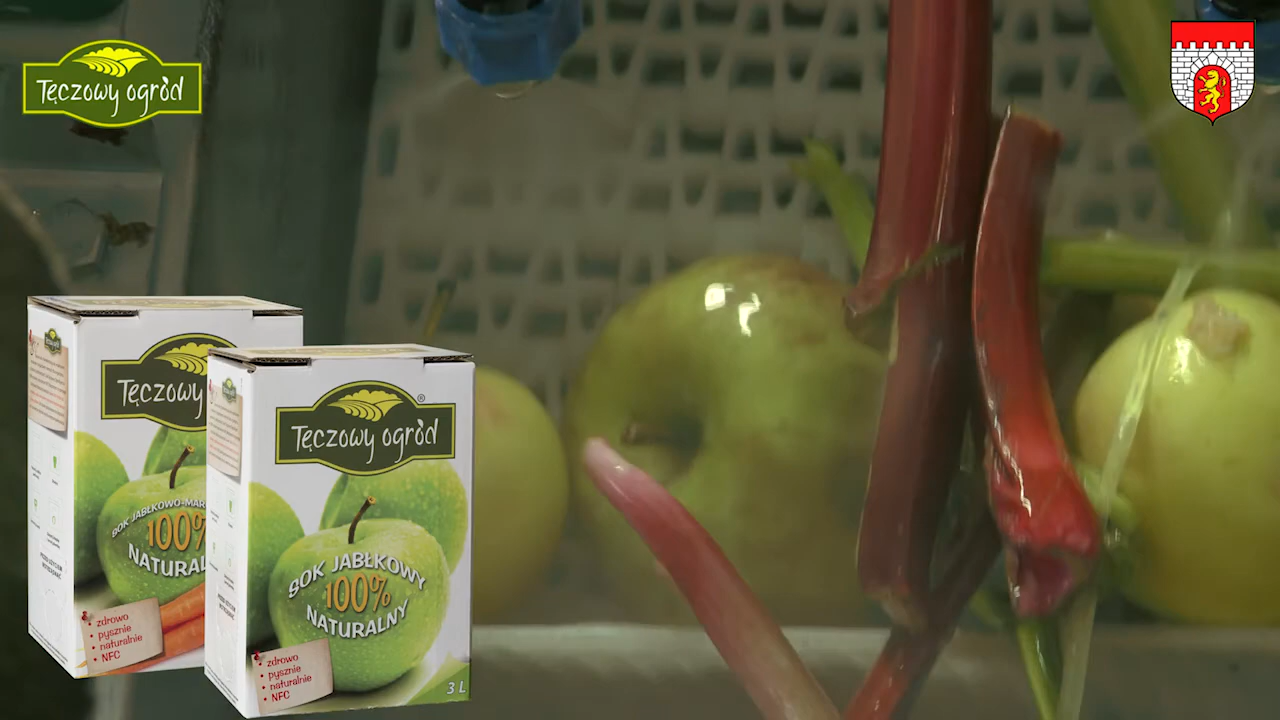 Tęczowy ogród
Tęczowy
SOK JABŁKOWO-MAR
100%
NATURAL
zdrowo
pysznie
naturalnie
NFC
Tęczowy ogród®
SOK JABŁKOWY
100%
NATURALNY
zdrowo
pysznie
naturalnie
NFC
3 L